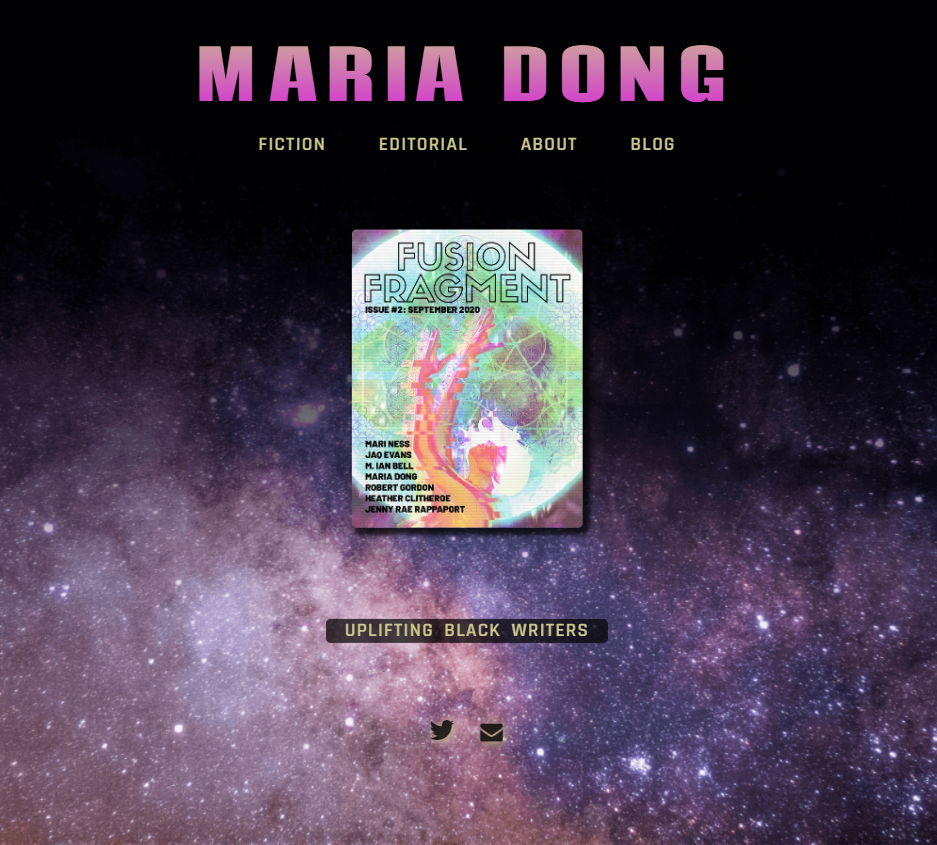 MARIA DONG
FICTION EDITORIAL ABOUT BLOG
FUSION
FRAGMENT
ISSUE #2: SEPTEMBER 2020
MARI NESS
JAQ EVANS
M. IAN BELL
MARIA DONG
ROBERT GORDON
HEATHER CLITHEROE
JENNY RAE RAPPAPORT
UPLIFTING BLACK WRITERS